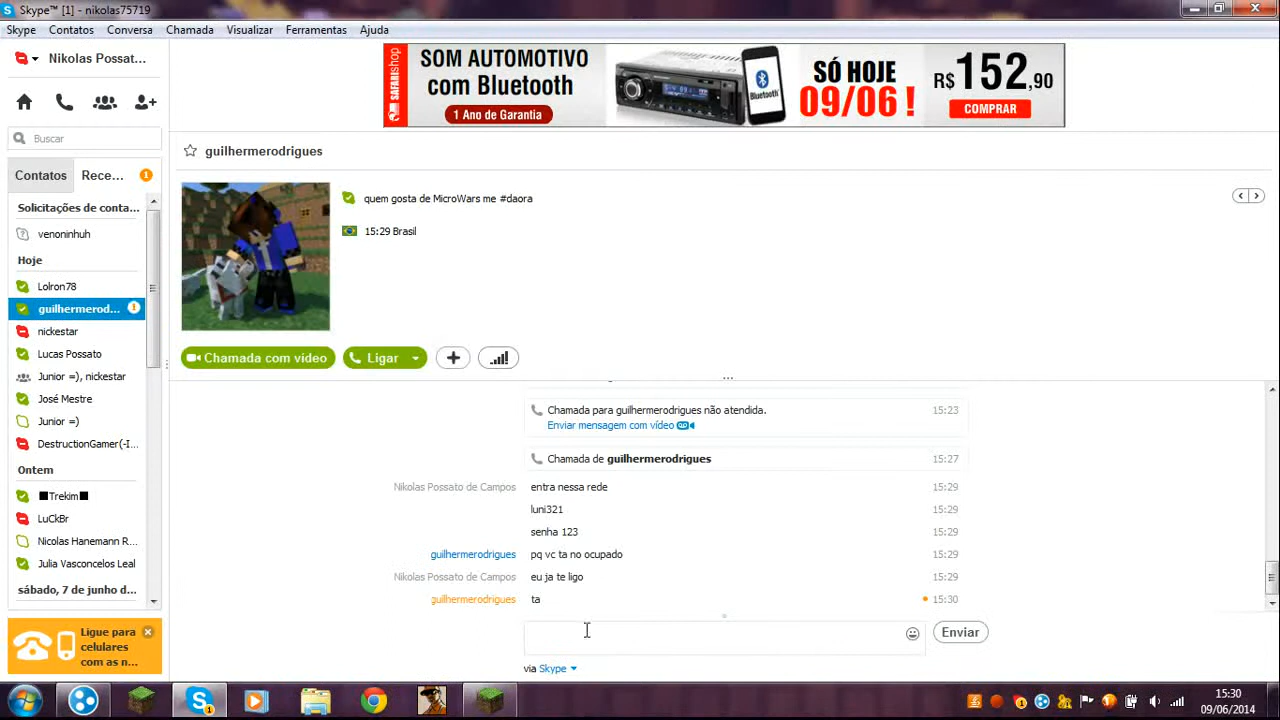 Skype™ [1] - nikolas75719
Skype Contatos Conversa Chamada Visualizar Ferramentas Ajuda
Nikolas Possat...
Buscar
Contatos Rece... 1
Solicitações de conta...
venoninhuh
Hoje
Lolron78
guilhermerod... 1
nickestar
Lucas Possato
Junior =), nickestar
José Mestre
Junior =)
DestructionGamer(-I...
Ontem
■Trekim■
LuCkBr
Nicolas Hanemann R...
Julia Vasconcelos Leal
sábado, 7 de junho d...
Ligue para
celulares
com as n...
SAFARIshop
SOM AUTOMOTIVO
com Bluetooth
1 Ano de Garantia
Bluetooth
SÓ HOJE
09/06 !
R$152,90
COMPRAR
guilhermerodrigues
quem gosta de MicroWars me #daora
15:29 Brasil
Chamada com vídeo Ligar
Chamada para guilhermerodrigues não atendida. 15:23
Enviar mensagem com vídeo
Chamada de guilhermerodrigues 15:27
Nikolas Possato de Campos entra nessa rede 15:29
luni321 15:29
senha 123 15:29
guilhermerodrigues pq vc ta no ocupado 15:29
Nikolas Possato de Campos eu ja te ligo 15:29
guilhermerodrigues ta 15:30
Enviar
via Skype
15:30
09/06/2014